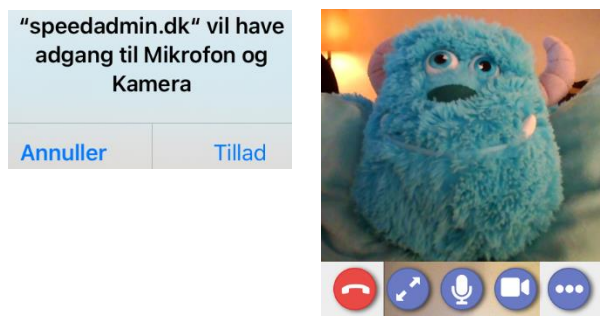 “speedadmin.dk“ vil have
adgang til Mikrofon og
Kamera
Annuller
Tillad